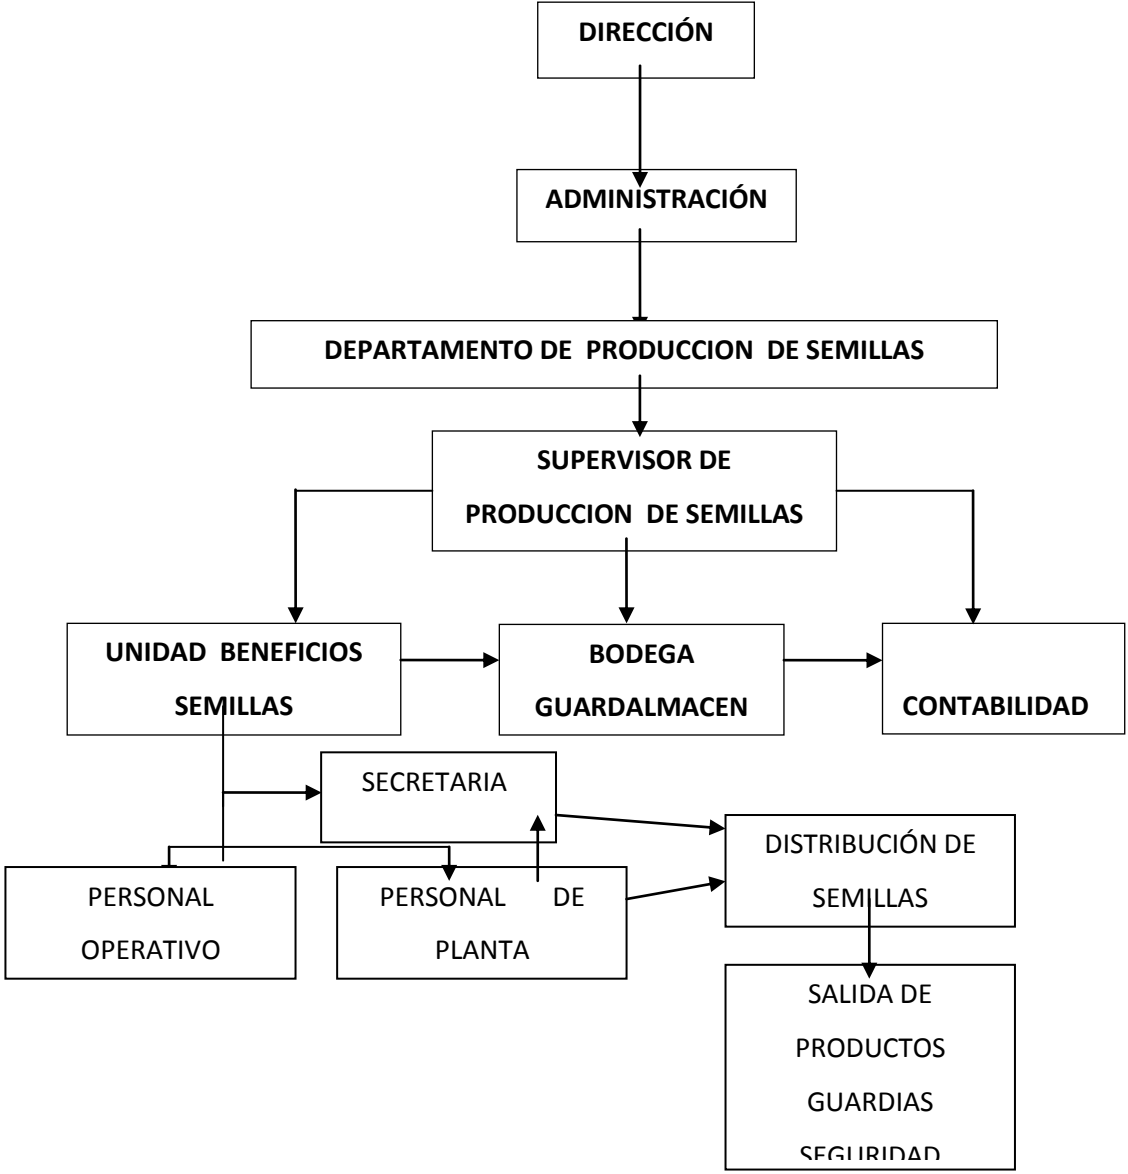 DIRECCIÓN
ADMINISTRACIÓN
DEPARTAMENTO DE PRODUCCION DE SEMILLAS
SUPERVISOR DE
PRODUCCION DE SEMILLAS
UNIDAD BENEFICIOS
SEMILLAS
BODEGA
GUARDALMACEN
CONTABILIDAD
SECRETARIA
DISTRIBUCIÓN DE
SEMILLAS
PERSONAL
OPERATIVO
PERSONAL DE
PLANTA
SALIDA DE
PRODUCTOS
GUARDIAS
SEGURIDAD